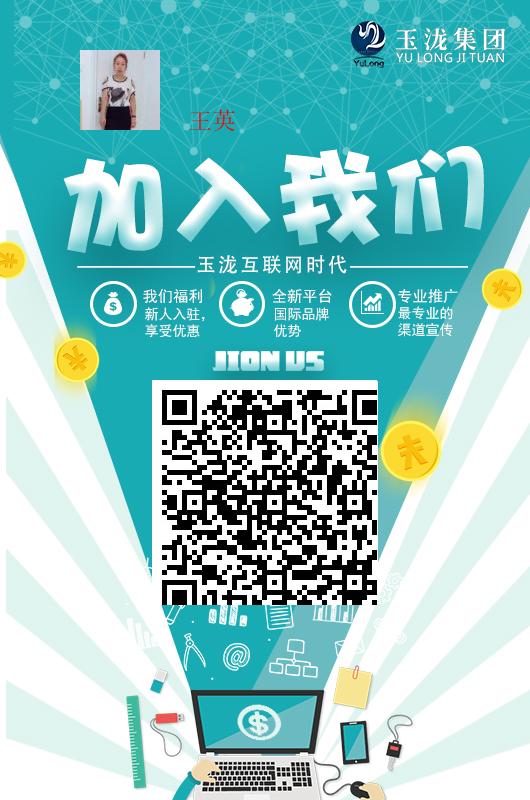 玉泷集团
YuLong
YU LONG JI TUAN
王英
加入我们
玉泷互联网时代
我们福利
新人入驻，
享受优惠
全新平台
国际品牌
优势
专业推广
最专业的
渠道宣传
JION US